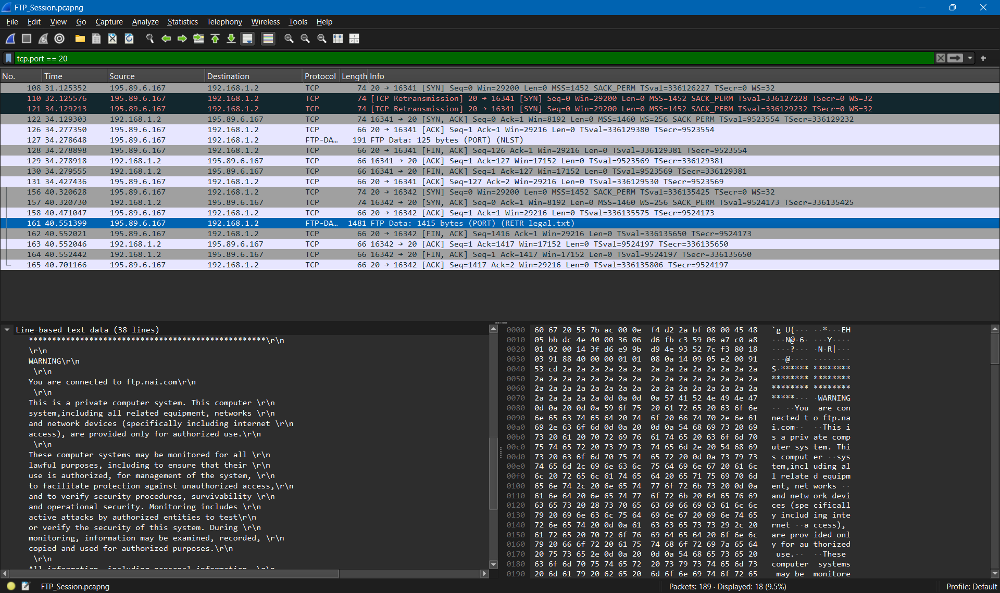 FTP_Session.pcapng
File Edit View Go Capture Analyze Statistics Telephony Wireless Tools Help
tcp.port == 20
No. Time Source Destination Protocol Length Info
108 31.125352 195.89.6.167 192.168.1.2 TCP 74 20 → 16341 [SYN] Seq=0 Win=29200 Len=0 MSS=1452 SACK_PERM TSval=336126227 TSecr=0 WS=32
110 32.125576 195.89.6.167 192.168.1.2 TCP 74 [TCP Retransmission] 20 → 16341 [SYN] Seq=0 Win=29200 Len=0 MSS=1452 SACK_PERM TSval=336127228 TSecr=0 WS=32
121 34.129213 195.89.6.167 192.168.1.2 TCP 74 [TCP Retransmission] 20 → 16341 [SYN] Seq=0 Win=29200 Len=0 MSS=1452 SACK_PERM TSval=336129232 TSecr=0 WS=32
122 34.129303 192.168.1.2 195.89.6.167 TCP 74 16341 → 20 [SYN, ACK] Seq=0 Ack=1 Win=8192 Len=0 MSS=1460 WS=256 SACK_PERM TSval=9523554 TSecr=336129232
126 34.277350 195.89.6.167 192.168.1.2 TCP 66 20 → 16341 [ACK] Seq=1 Ack=1 Win=29216 Len=0 TSval=336129380 TSecr=9523554
127 34.278648 195.89.6.167 192.168.1.2 FTP-DA… 191 FTP Data: 125 bytes (PORT) (NLST)
128 34.278898 195.89.6.167 192.168.1.2 TCP 66 20 → 16341 [FIN, ACK] Seq=126 Ack=1 Win=29216 Len=0 TSval=336129381 TSecr=9523554
129 34.278918 192.168.1.2 195.89.6.167 TCP 66 16341 → 20 [ACK] Seq=1 Ack=127 Win=17152 Len=0 TSval=9523569 TSecr=336129381
130 34.279555 192.168.1.2 195.89.6.167 TCP 66 16341 → 20 [FIN, ACK] Seq=1 Ack=127 Win=17152 Len=0 TSval=9523569 TSecr=336129381
131 34.427436 195.89.6.167 192.168.1.2 TCP 66 20 → 16341 [ACK] Seq=127 Ack=2 Win=29216 Len=0 TSval=336129530 TSecr=9523569
156 40.320628 195.89.6.167 192.168.1.2 TCP 74 20 → 16342 [SYN] Seq=0 Win=29200 Len=0 MSS=1452 SACK_PERM TSval=336135425 TSecr=0 WS=32
157 40.320730 192.168.1.2 195.89.6.167 TCP 74 16342 → 20 [SYN, ACK] Seq=0 Ack=1 Win=8192 Len=0 MSS=1460 WS=256 SACK_PERM TSval=9524173 TSecr=336135425
158 40.471047 195.89.6.167 192.168.1.2 TCP 66 20 → 16342 [ACK] Seq=1 Ack=1 Win=29216 Len=0 TSval=336135575 TSecr=9524173
161 40.551399 195.89.6.167 192.168.1.2 FTP-DA… 1481 FTP Data: 1415 bytes (PORT) (RETR legal.txt)
162 40.552021 195.89.6.167 192.168.1.2 TCP 66 20 → 16342 [FIN, ACK] Seq=1416 Ack=1 Win=29216 Len=0 TSval=336135650 TSecr=9524173
163 40.552046 192.168.1.2 195.89.6.167 TCP 66 16342 → 20 [ACK] Seq=1 Ack=1417 Win=17152 Len=0 TSval=9524197 TSecr=336135650
164 40.552442 192.168.1.2 195.89.6.167 TCP 66 16342 → 20 [FIN, ACK] Seq=1 Ack=1417 Win=17152 Len=0 TSval=9524197 TSecr=336135650
165 40.701166 195.89.6.167 192.168.1.2 TCP 66 20 → 16342 [ACK] Seq=1417 Ack=2 Win=29216 Len=0 TSval=336135806 TSecr=9524197
Line-based text data (38 lines)
***************************************************\r\n
\r\n
WARNING\r\n
 \r\n
You are connected to ftp.nai.com\r\n
 \r\n
This is a private computer system. This computer \r\n
system,including all related equipment, networks \r\n
and network devices (specifically including internet \r\n
access), are provided only for authorized use.\r\n
 \r\n
These computer systems may be monitored for all \r\n
lawful purposes, including to ensure that their \r\n
use is authorized, for management of the system, \r\n
to facilitate protection against unauthorized access,\r\n
and to verify security procedures, survivability \r\n
and operational security. Monitoring includes \r\n
active attacks by authorized entities to test\r\n
or verify the security of this system. During \r\n
monitoring, information may be examined, recorded, \r\n
copied and used for authorized purposes.\r\n
 \r\n
All information, including personal information, \r\n
0000 60 67 20 55 7b ac 00 0e f4 d2 2a bf 08 00 45 48 `g U{··· ··*···EH
0010 05 bb dc 4e 40 00 36 06 d6 fb c3 59 06 a7 c0 a8 ···N@·6· ···Y····
0020 01 02 00 14 3f d6 e9 9b d9 4e 93 52 7c f3 80 18 ····?··· ·N·R|···
0030 03 91 88 40 00 00 01 01 08 0a 14 09 05 e2 00 91 ···@···· ········
0040 53 cd 2a 2a 2a 2a 2a 2a 2a 2a 2a 2a 2a 2a 2a 2a S·****** ********
0050 2a 2a 2a 2a 2a 2a 2a 2a 2a 2a 2a 2a 2a 2a 2a 2a ******** ********
0060 2a 2a 2a 2a 2a 2a 2a 2a 2a 2a 2a 2a 2a 2a 2a 2a ******** ********
0070 2a 2a 2a 2a 2a 0d 0a 0d 0a 57 41 52 4e 49 4e 47 *****··· ·WARNING
0080 0d 0a 20 0d 0a 59 6f 75 20 61 72 65 20 63 6f 6e ·· ··You are con
0090 6e 65 63 74 65 64 20 74 6f 20 66 74 70 2e 6e 61 nected t o ftp.na
00a0 69 2e 63 6f 6d 0d 0a 20 0d 0a 54 68 69 73 20 69 i.com·· ··This i
00b0 73 20 61 20 70 72 69 76 61 74 65 20 63 6f 6d 70 s a priv ate comp
00c0 75 74 65 72 20 73 79 73 74 65 6d 2e 20 54 68 69 uter sys tem. Thi
00d0 73 20 63 6f 6d 70 75 74 65 72 20 0d 0a 73 79 73 s comput er ··sys
00e0 74 65 6d 2c 69 6e 63 6c 75 64 69 6e 67 20 61 6c tem,incl uding al
00f0 6c 20 72 65 6c 61 74 65 64 20 65 71 75 69 70 6d l relate d equipm
0100 65 6e 74 2c 20 6e 65 74 77 6f 72 6b 73 20 0d 0a ent, net works ··
0110 61 6e 64 20 6e 65 74 77 6f 72 6b 20 64 65 76 69 and netw ork devi
0120 63 65 73 20 28 73 70 65 63 69 66 69 63 61 6c 6c ces (spe cificall
0130 79 20 69 6e 63 6c 75 64 69 6e 67 20 69 6e 74 65 y includ ing inte
0140 72 6e 65 74 20 0d 0a 61 63 63 65 73 73 29 2c 20 rnet ··a ccess),
0150 61 72 65 20 70 72 6f 76 69 64 65 64 20 6f 6e 6c are prov ided onl
0160 79 20 66 6f 72 20 61 75 74 68 6f 72 69 7a 65 64 y for au thorized
0170 20 75 73 65 2e 0d 0a 20 0d 0a 54 68 65 73 65 20 use.·· ··These
0180 63 6f 6d 70 75 74 65 72 20 73 79 73 74 65 6d 73 computer systems
0190 20 6d 61 79 20 62 65 20 6d 6f 6e 69 74 6f 72 65 may be monitore
FTP_Session.pcapng Packets: 189 · Displayed: 18 (9.5%) Profile: Default